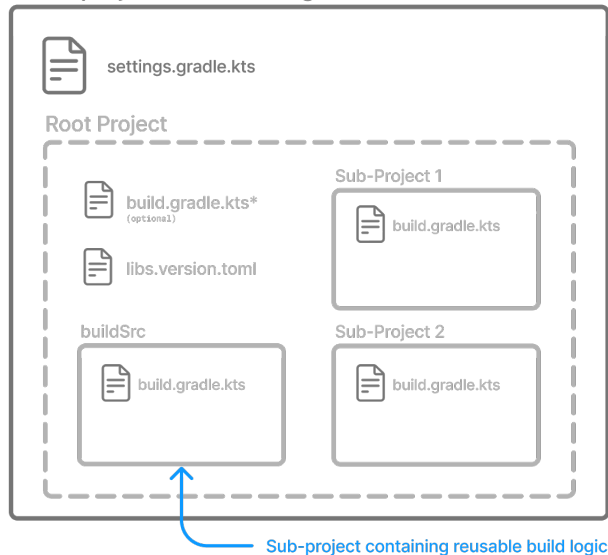 settings.gradle.kts
Root Project
build.gradle.kts*
(optional)
libs.version.toml
Sub-Project 1
build.gradle.kts
buildSrc
build.gradle.kts
Sub-Project 2
build.gradle.kts
Sub-project containing reusable build logic